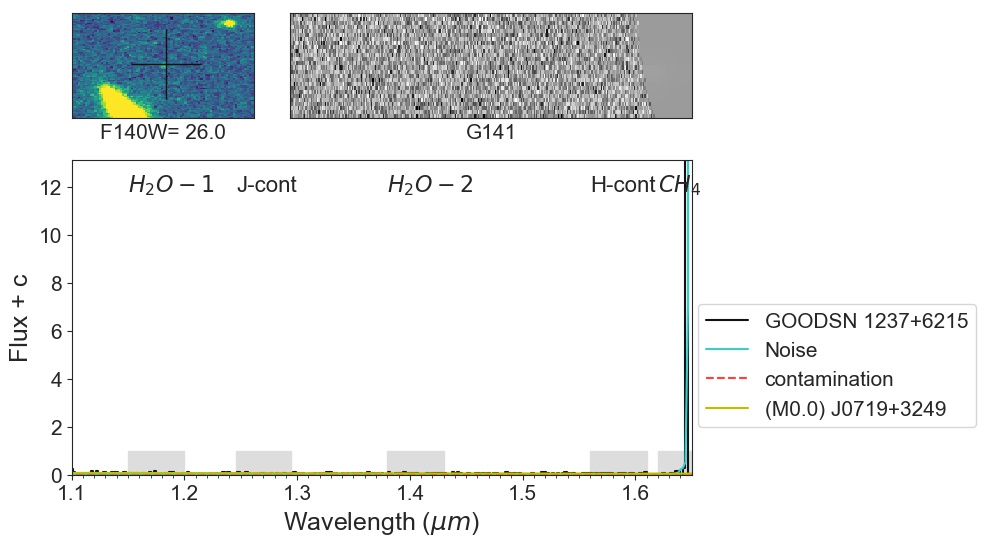 F140W= 26.0
G141
H₂O − 1
J-cont
H₂O − 2
H-cont
CH₄
12
10
8
6
4
2
0
Flux + c
1.1
1.2
1.3
1.4
1.5
1.6
Wavelength (μm)
GOODSN 1237+6215
Noise
contamination
(M0.0) J0719+3249